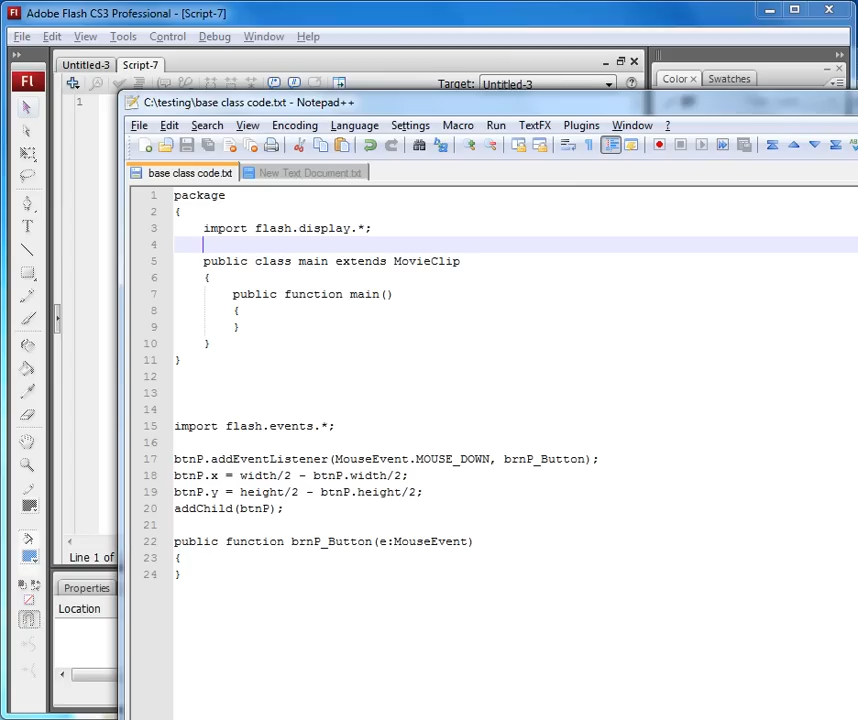 Fl Adobe Flash CS3 Professional - [Script-7]
File Edit View Tools Control Debug Window Help
Untitled-3 Script-7
Target: Untitled-3
Color Swatches
Fl
1
C:\testing\base class code.txt - Notepad++
File Edit Search View Encoding Language Settings Macro Run TextFX Plugins Window ?
base class code.txt New Text Document.txt
1 package
2 {
3 import flash.display.*;
4
5 public class main extends MovieClip
6 {
7 public function main()
8 {
9 }
10 }
11 }
12
13
14
15 import flash.events.*;
16
17 btnP.addEventListener(MouseEvent.MOUSE_DOWN, brnP_Button);
18 btnP.x = width/2 - btnP.width/2;
19 btnP.y = height/2 - btnP.height/2;
20 addChild(btnP);
21
22 public function brnP_Button(e:MouseEvent)
23 {
24 }
Line 1 of
Properties
Location